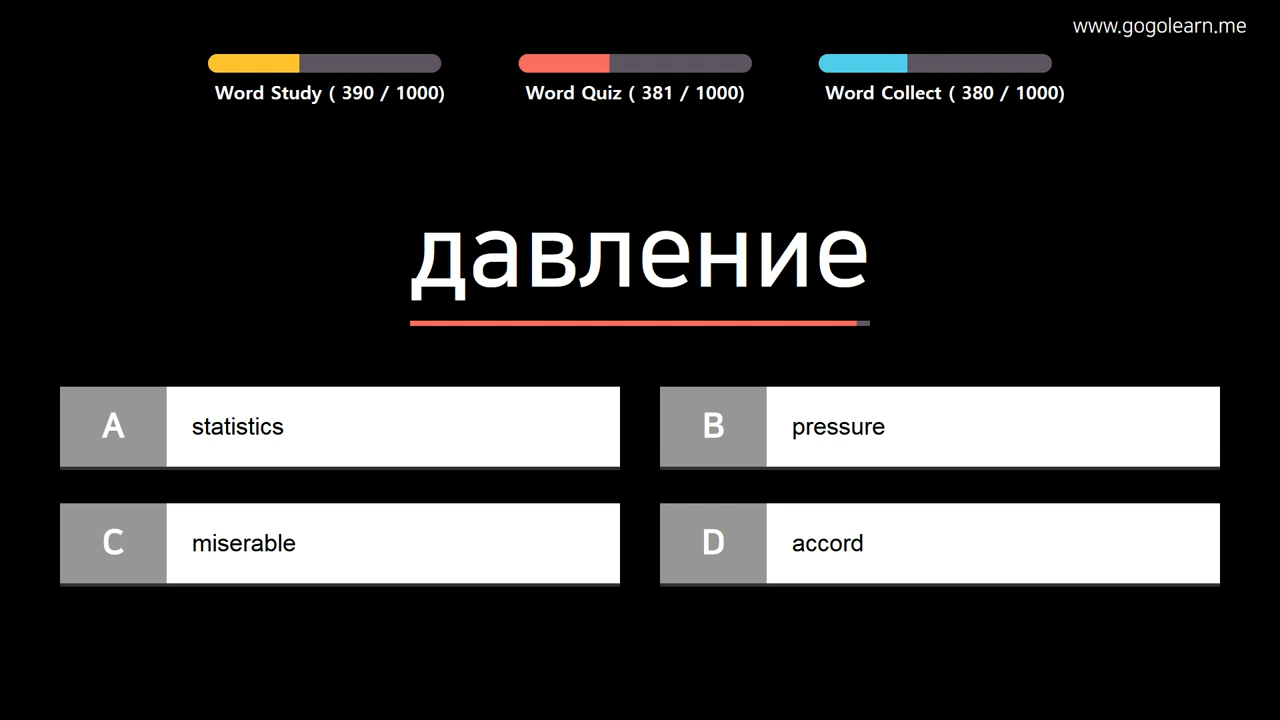 www.gogolearn.me
Word Study ( 390 / 1000)
Word Quiz ( 381 / 1000)
Word Collect ( 380 / 1000)
давление
A statistics
B pressure
C miserable
D accord